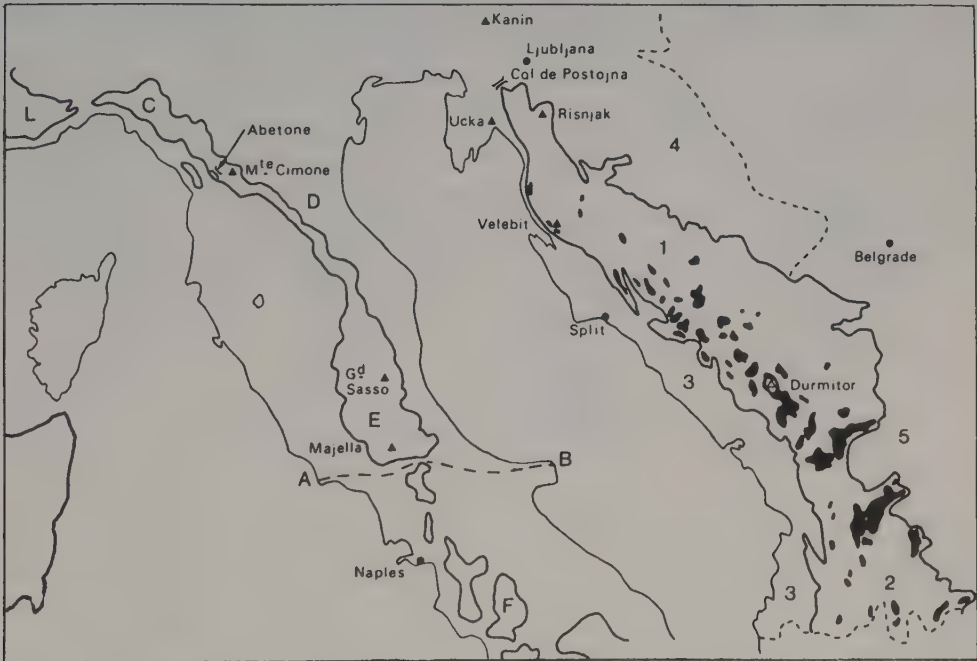 Kanin
Ljubljana
Col de Postojna
L
C
Ucka
Risnjak
Abetone
Mte Cimone
4
D
Velebit
1
Belgrade
Split
Gd
Sasso
3
Durmitor
E
5
Majella
A
B
Naples
F
3
2